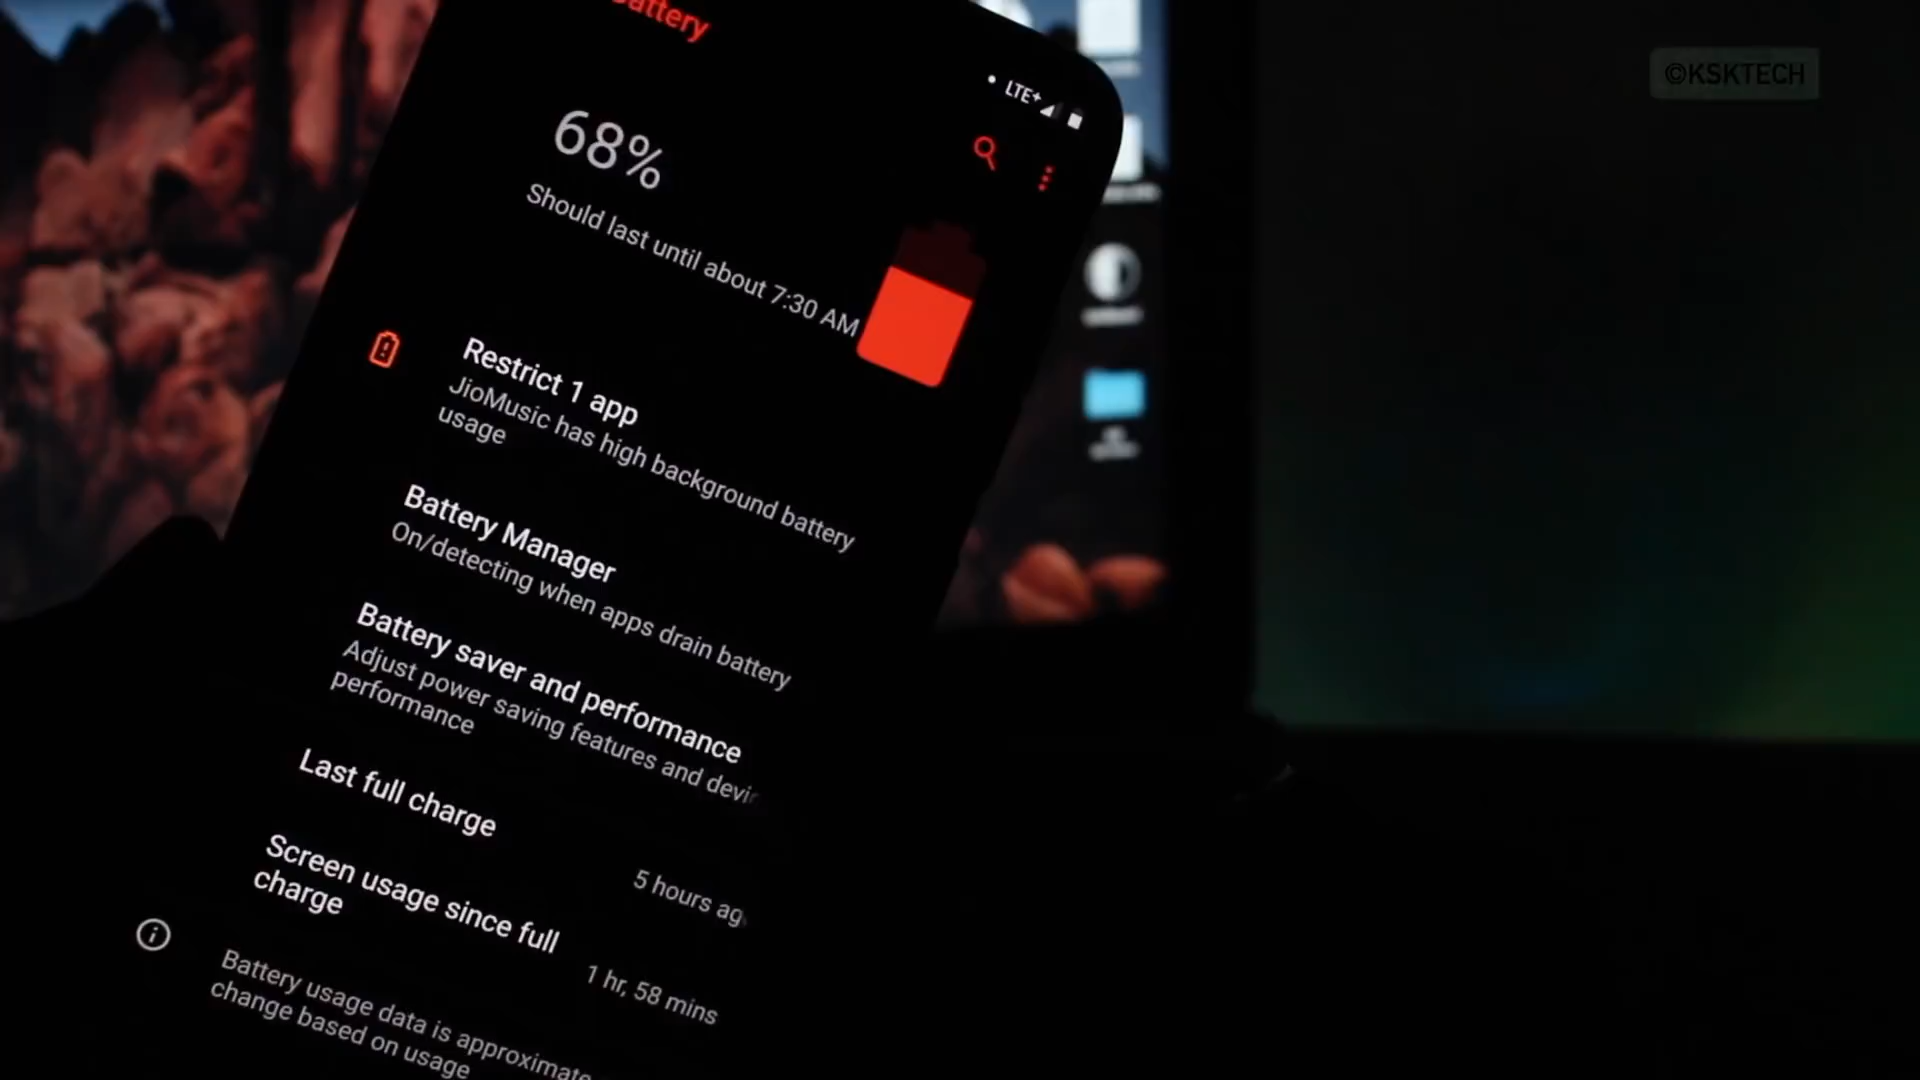 Battery
©KSKTECH
LTE+
68%
Should last until about 7:30 AM
Restrict 1 app
JioMusic has high background battery
usage
Battery Manager
On/detecting when apps drain battery
Battery saver and performance
Adjust power saving features and devic
performance
Last full charge
5 hours ag
Screen usage since full
charge
1 hr, 58 mins
Battery usage data is approximate
change based on usage